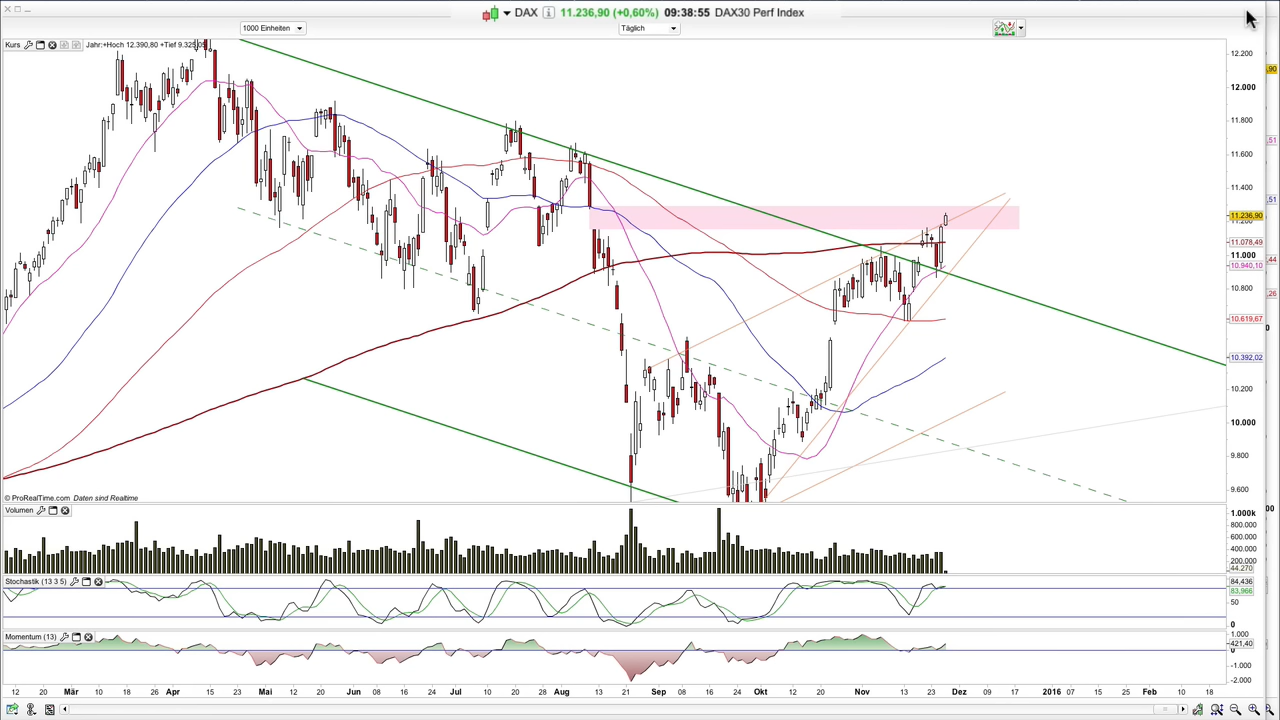 DAX 11.236,90 (+0,60%) 09:38:55 DAX30 Perf Index
1000 Einheiten
Täglich
Kurs
Jahr:+Hoch 12.390,80 +Tief 9.325,05
12.200
12.000
11.800
11.600
11.400
11.236,90
11.078,49
11.000
10.940,10
10.800
10.619,67
10.392,02
10.200
10.000
9.800
9.600
© ProRealTime.com Daten sind Realtime
Volumen
1.000k
800.000
600.000
400.000
200.000
44.270
Stochastik (13 3 5)
84,436
83,966
50
0
Momentum (13)
1.000
421,40
0
-1.000
-2.000
12 20 Mär 10 18 26 Apr 15 23 Mai 12 20 Jun 08 16 24 Jul 10 20 28 Aug 13 21 Sep 08 16 24 Okt 12 20 Nov 13 23 Dez 09 17 2016 07 15 25 Feb 10 18